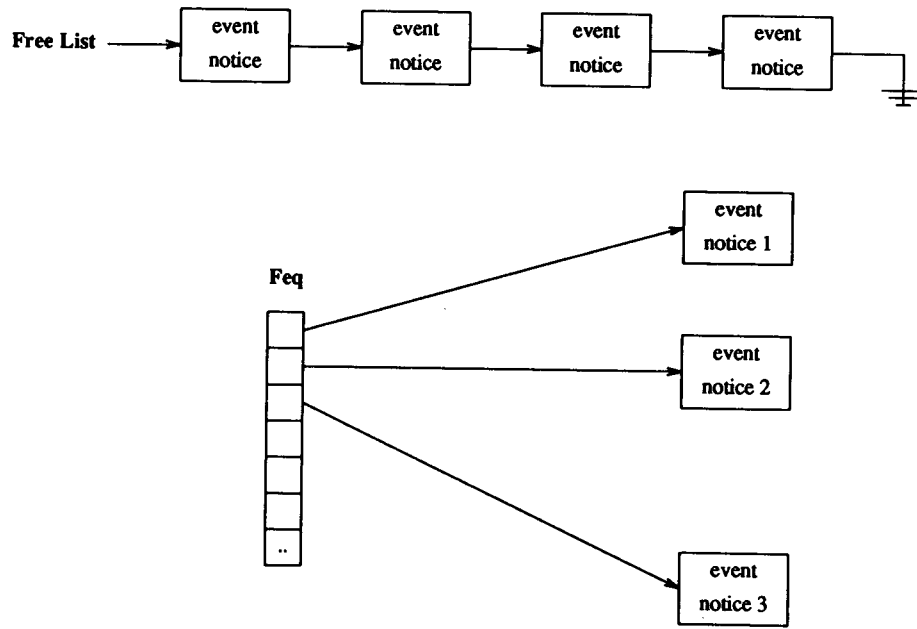 Free List
event
notice
event
notice
event
notice
event
notice
event
notice 1
Feq
event
notice 2
..
event
notice 3